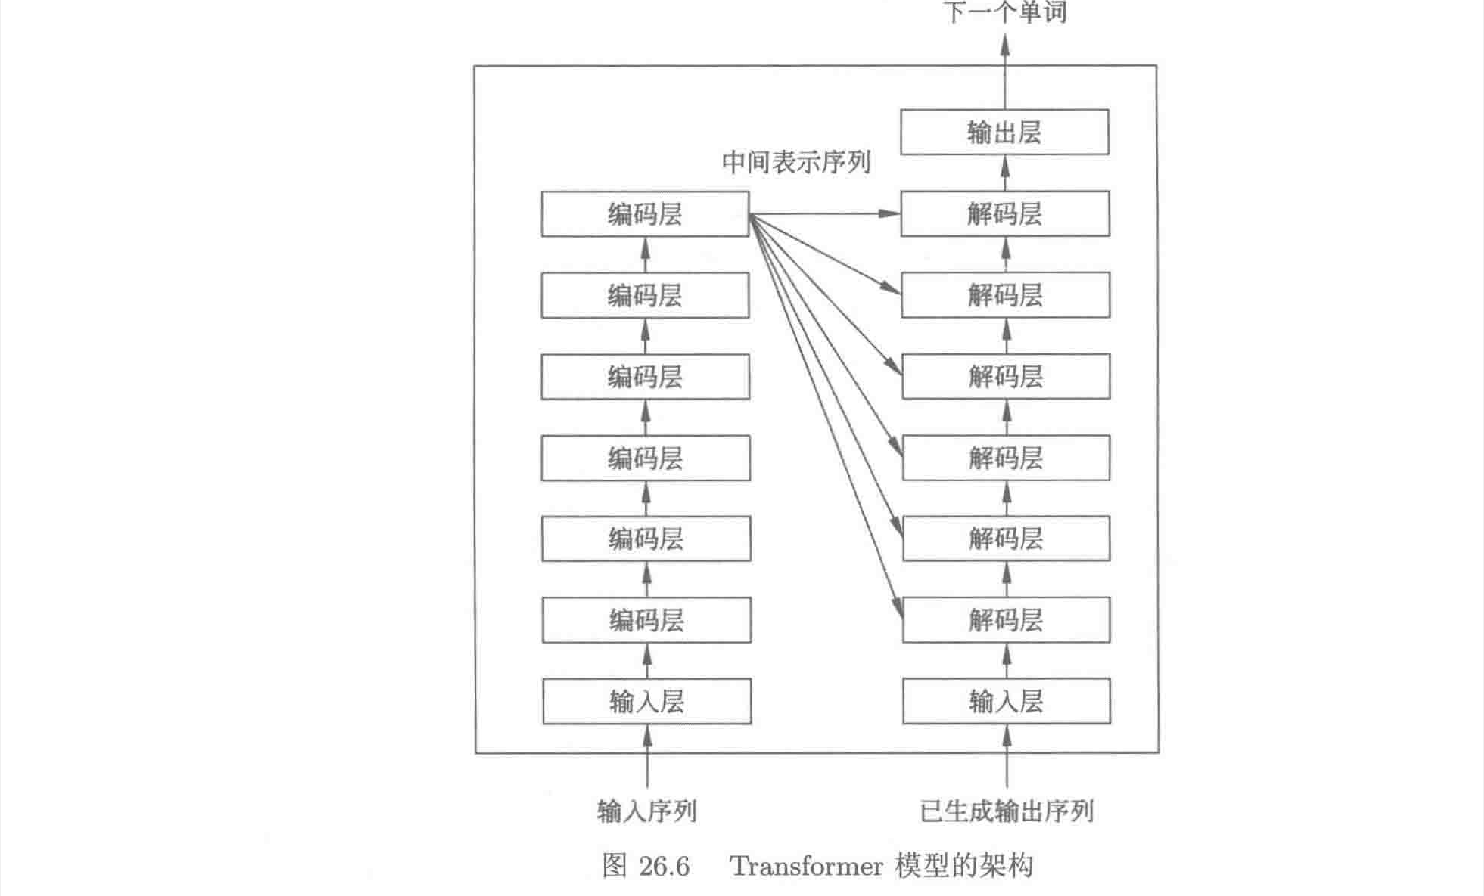 下一个单词
输出层
中间表示序列
编码层
解码层
编码层
解码层
编码层
解码层
编码层
解码层
编码层
解码层
编码层
解码层
输入层
输入层
输入序列
已生成输出序列
图 26.6 Transformer 模型的架构